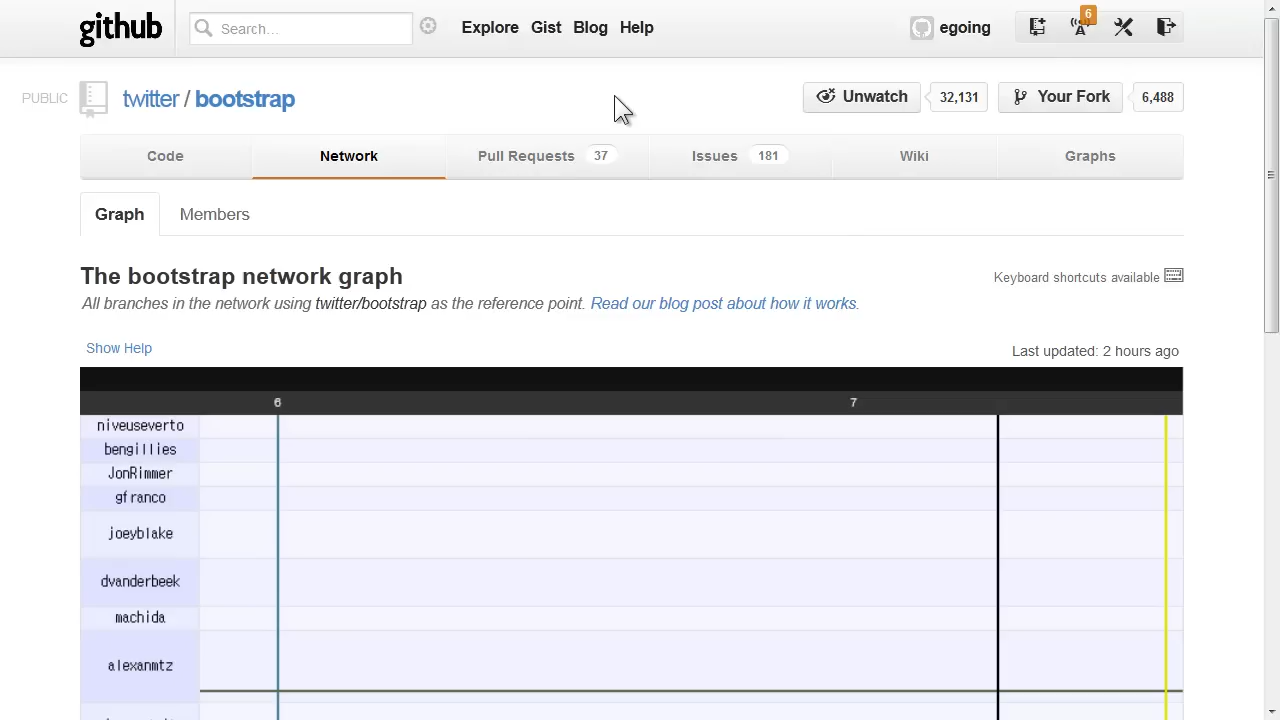 github Search... Explore Gist Blog Help egoing 6
PUBLIC twitter / bootstrap Unwatch 32,131 Your Fork 6,488
Code Network Pull Requests 37 Issues 181 Wiki Graphs
Graph Members
The bootstrap network graph
Keyboard shortcuts available
All branches in the network using twitter/bootstrap as the reference point. Read our blog post about how it works.
Show Help
Last updated: 2 hours ago
6 7
niveuseverto
bengillies
JonRimmer
gfranco
joeyblake
dvanderbeek
machida
alexanmtz